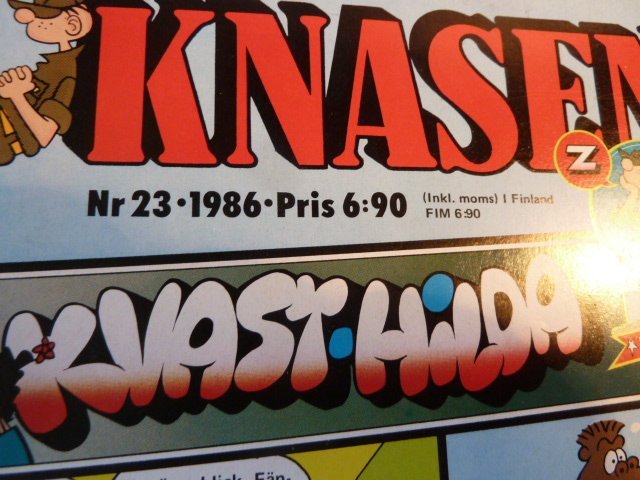 KNASEN
Z
Nr 23 • 1986 • Pris 6:90
(Inkl. moms) I Finland
FIM 6:90
KVAST-HILDA